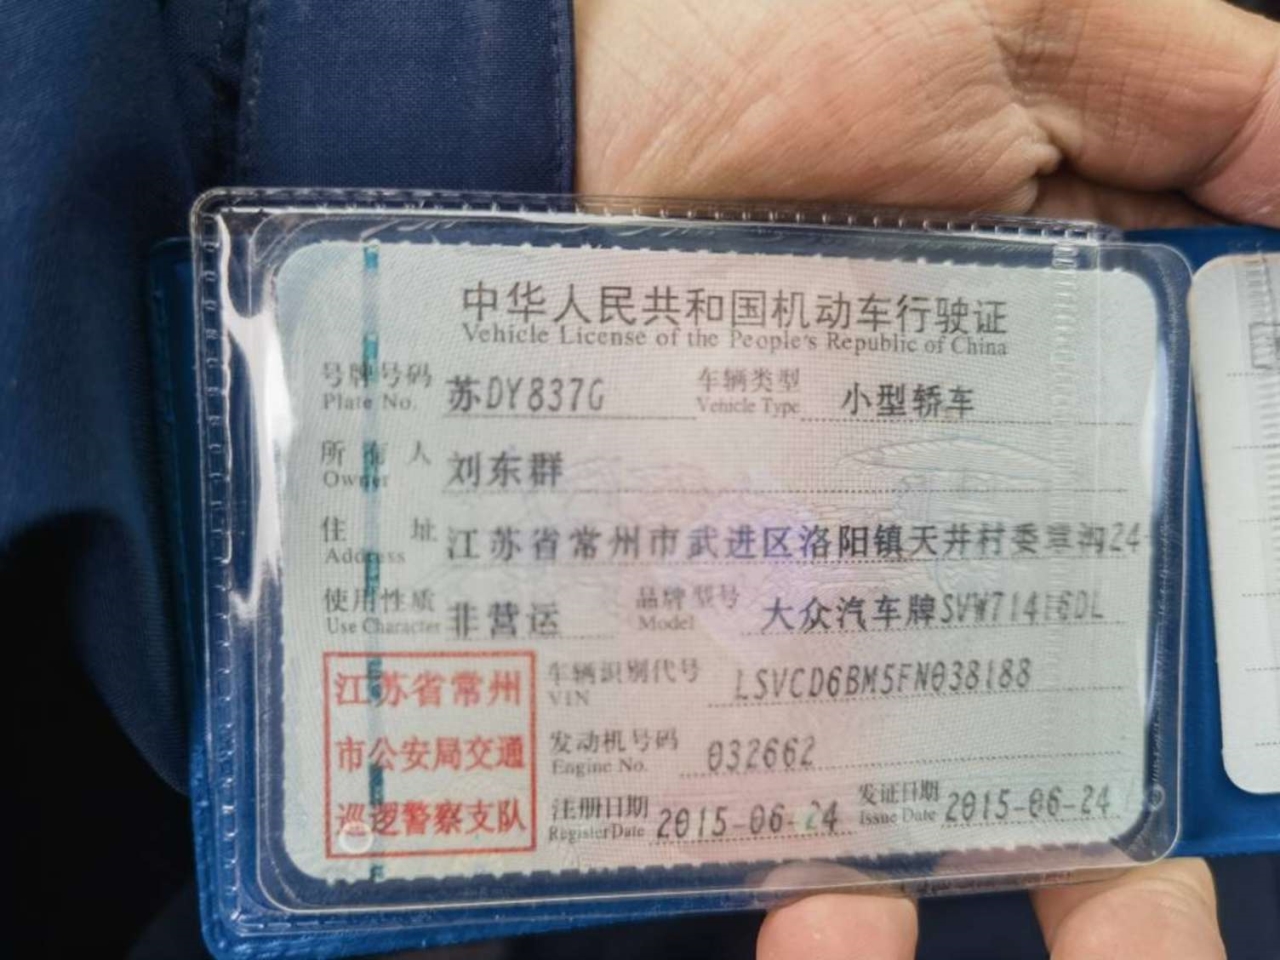 中华人民共和国机动车行驶证
Vehicle License of the People's Republic of China
号牌号码 苏DY837G 车辆类型 小型轿车
Plate No. Vehicle Type
所有人 刘东群
Owner
住址 江苏省常州市武进区洛阳镇天井村委 24-
Address
使用性质 非营运 品牌型号 大众汽车牌SVW71416DL
Use Character Model
江苏省常州
市公安局交通
巡逻警察支队
车辆识别代号 LSVCD6BM5FN038188
VIN
发动机号码 032662
Engine No.
注册日期 2015-06-24 发证日期 2015-06-24
Register Date Issue Date